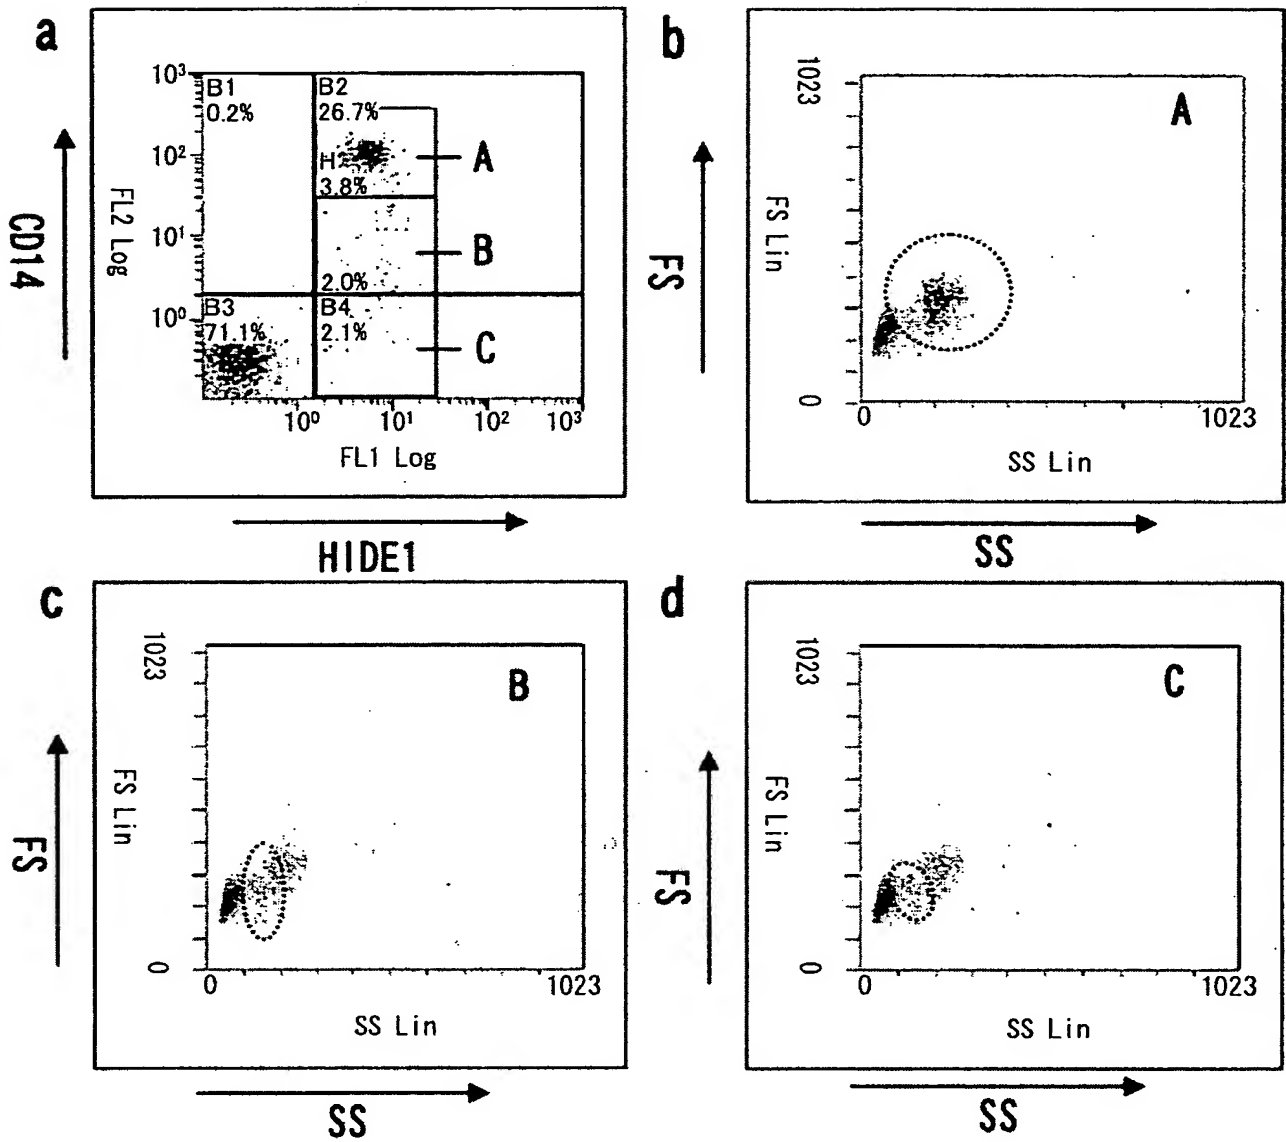 a
10³
10²
10¹
10⁰
B1
0.2%
B2
26.7%
H
3.8%
2.0%
B3
71.1%
B4
2.1%
A
B
C
CD14
FL2 Log
10⁰
10¹
10²
10³
FL1 Log
HIDE1
b
1023
A
FS
FS Lin
0
0
1023
SS Lin
SS
c
1023
B
FS
FS Lin
0
0
1023
SS Lin
SS
d
1023
C
FS
FS Lin
0
0
1023
SS Lin
SS